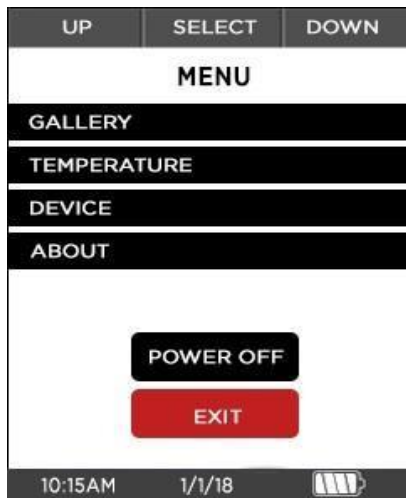 UP SELECT DOWN
MENU
GALLERY
TEMPERATURE
DEVICE
ABOUT
POWER OFF
EXIT
10:15AM 1/1/18